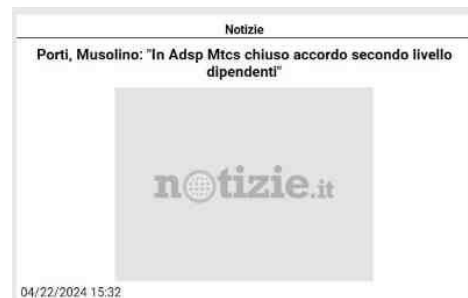 Notizie
Porti, Musolino: "In Adsp Mtcs chiuso accordo secondo livello
dipendenti"
notizie.it
04/22/2024 15:32